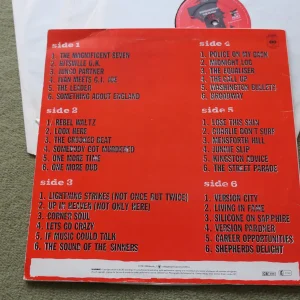 side 1
1. THE MAGNIFICENT SEVEN
2. HITSVILLE U.K.
3. JUNCO PARTNER
4. IVAN MEETS G.I. JOE
5. THE LEADER
6. SOMETHING ABOUT ENGLAND
side 2
1. REBEL WALTZ
2. LOOK HERE
3. THE CROOKED BEAT
4. SOMEBODY GOT MURDERED
5. ONE MORE TIME
6. ONE MORE DUB
side 3
1. LIGHTNING STRIKES (NOT ONCE BUT TWICE)
2. UP IN HEAVEN (NOT ONLY HERE)
3. CORNER SOUL
4. LETS GO CRAZY
5. IF MUSIC COULD TALK
6. THE SOUND OF THE SINNERS
side 4
1. POLICE ON MY BACK
2. MIDNIGHT LOG
3. THE EQUALISER
4. THE CALL UP
5. WASHINGTON BULLETS
6. BROADWAY
side 5
1. LOSE THIS SKIN
2. CHARLIE DON'T SURF
3. MENSFORTH HILL
4. JUNKIE SLIP
5. KINGSTON ADVICE
6. THE STREET PARADE
side 6
1. VERSION CITY
2. LIVING IN FAME
3. SILICONE ON SAPPHIRE
4. VERSION PARDNER
5. CAREER OPPORTUNITIES
6. SHEPHERDS DELIGHT